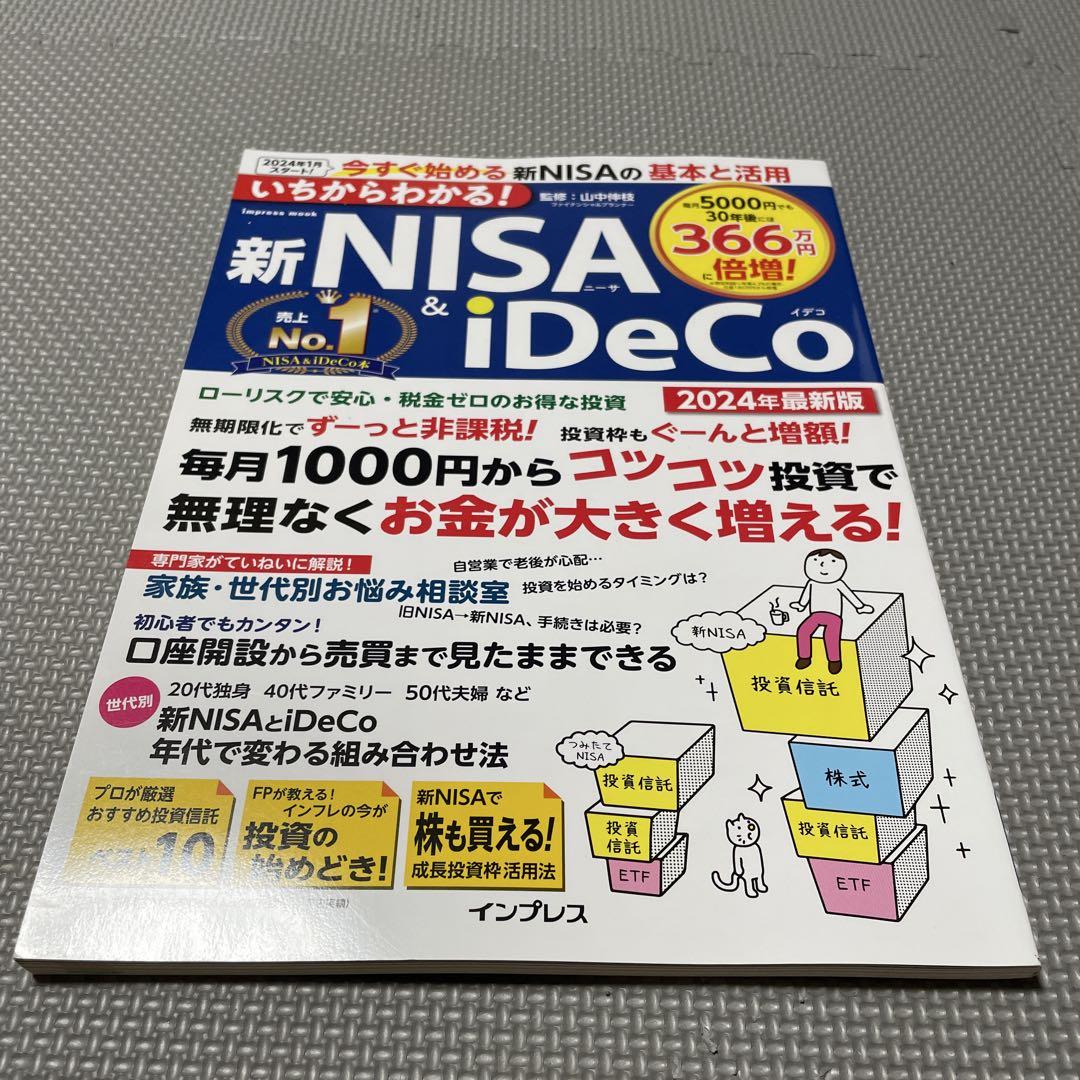 2024年1月
スタート!
今すぐ始める 新NISAの 基本と活用
いちからわかる!
監修:山中伸枝
ファイナンシャルプランナー
impress mook
毎月5000円でも
30年後には
366万円
に倍増!
新NISA
ニーサ
&
iDeCo
イデコ
売上
No.1
NISA&iDeCo本
ローリスクで安心・税金ゼロのお得な投資
2024年最新版
無期限化でずーっと非課税! 投資枠もぐーんと増額!
毎月1000円からコツコツ投資で
無理なくお金が大きく増える!
専門家がていねいに解説!
家族・世代別お悩み相談室
自営業で老後が心配…
投資を始めるタイミングは?
旧NISA→新NISA、手続きは必要?
初心者でもカンタン!
口座開設から売買まで見たままできる
世代別
20代独身 40代ファミリー 50代夫婦 など
新NISAとiDeCo
年代で変わる組み合わせ法
プロが厳選
おすすめ投資信託
10
FPが教える!
インフレの今が
投資の
始めどき!
新NISAで
株も買える!
成長投資枠活用法
新NISA
投資信託
株式
投資信託
ETF
つみたて
NISA
投資信託
投資
信託
ETF
インプレス